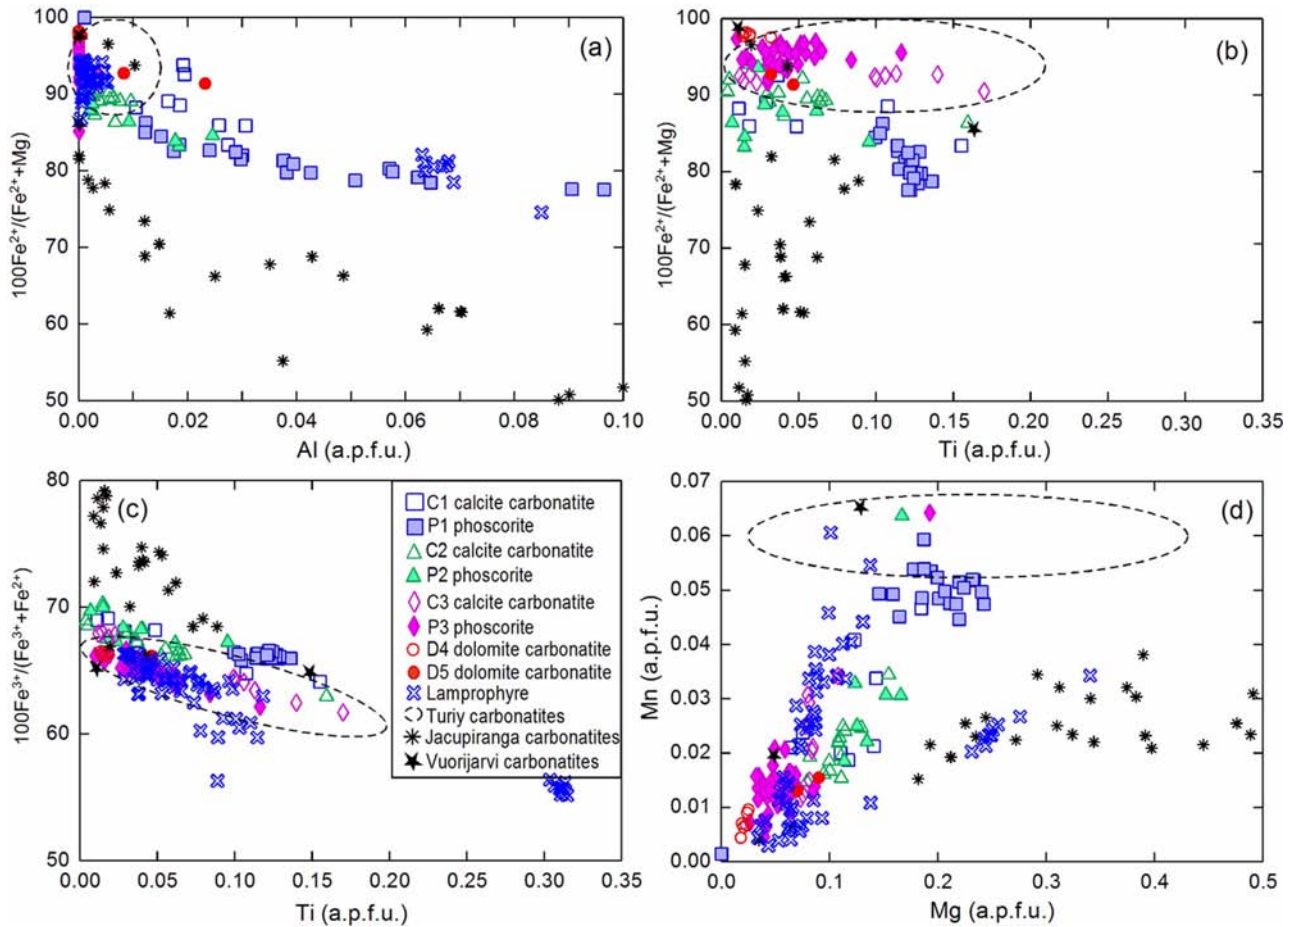 (a)
100Fe²⁺/(Fe²⁺+Mg)
100
90
80
70
60
50
0.00
0.02
0.04
0.06
0.08
0.10
Al (a.p.f.u.)
(b)
100Fe²⁺/(Fe²⁺+Mg)
100
90
80
70
60
50
0.00
0.05
0.10
0.15
0.20
0.25
0.30
0.35
Ti (a.p.f.u.)
(c)
100Fe³⁺/(Fe³⁺+Fe²⁺)
80
70
60
50
0.00
0.05
0.10
0.15
0.20
0.25
0.30
0.35
Ti (a.p.f.u.)
C1 calcite carbonatite
P1 phoscorite
C2 calcite carbonatite
P2 phoscorite
C3 calcite carbonatite
P3 phoscorite
D4 dolomite carbonatite
D5 dolomite carbonatite
Lamprophyre
Turiy carbonatites
Jacupiranga carbonatites
Vuorijarvi carbonatites
(d)
Mn (a.p.f.u.)
0.07
0.06
0.05
0.04
0.03
0.02
0.01
0.00
0.0
0.1
0.2
0.3
0.4
0.5
Mg (a.p.f.u.)